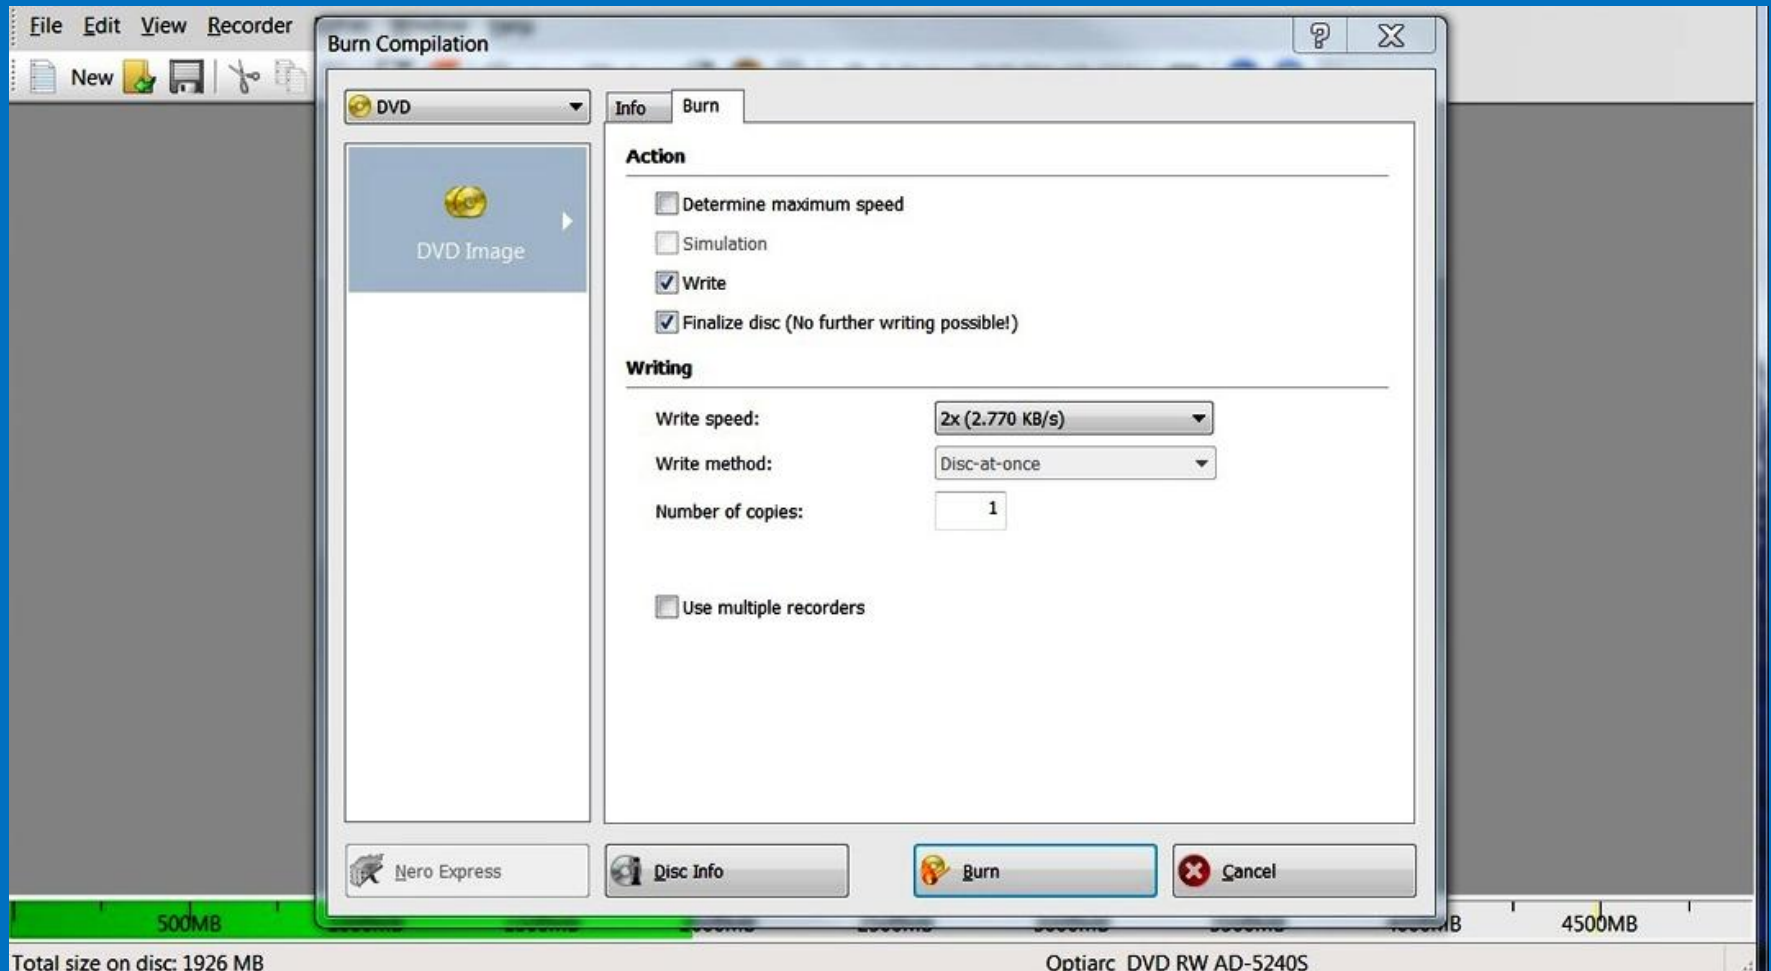 File Edit View Recorder
Burn Compilation
New
DVD
Info Burn
DVD Image
Action
Determine maximum speed
Simulation
Write
Finalize disc (No further writing possible!)
Writing
Write speed: 2x (2.770 KB/s)
Write method: Disc-at-once
Number of copies: 1
Use multiple recorders
Nero Express Disc Info Burn Cancel
500MB 4500MB
Total size on disc: 1926 MB Optiarc DVD RW AD-5240S